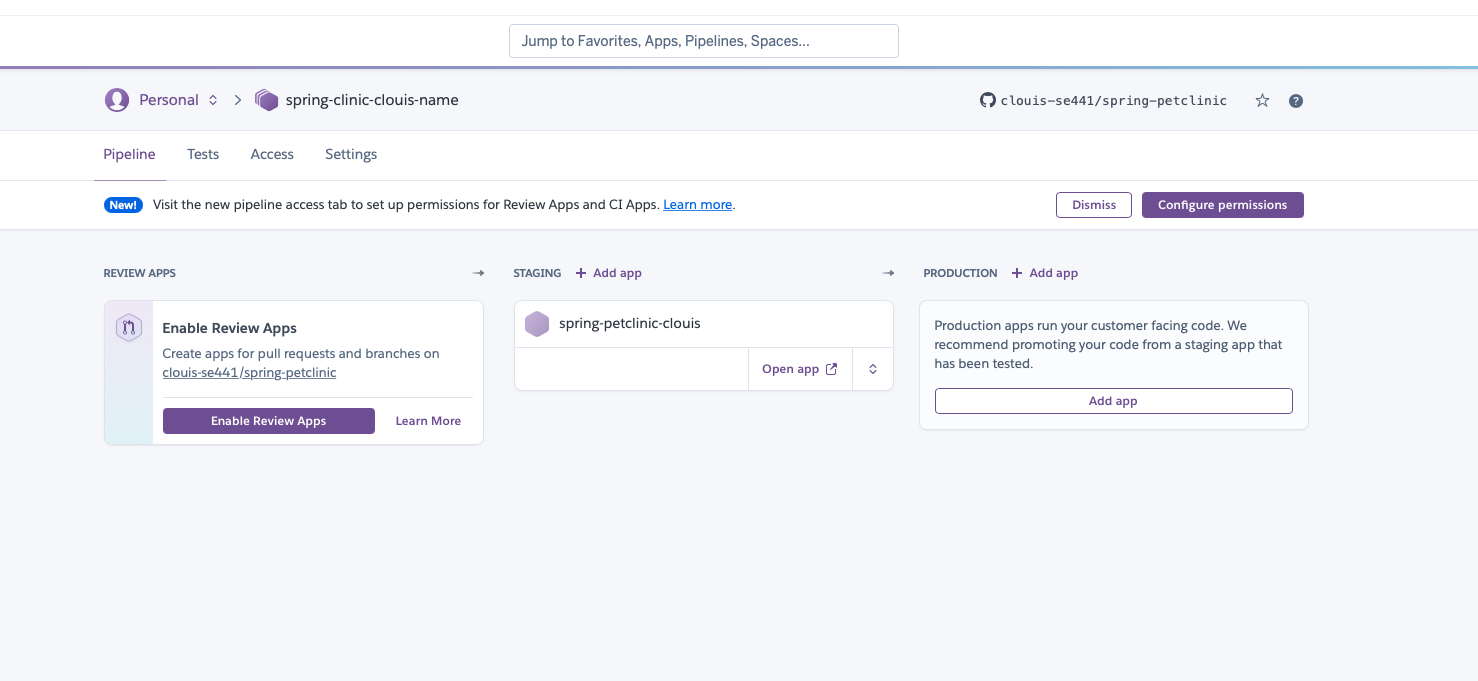 Jump to Favorites, Apps, Pipelines, Spaces...
Personal
spring-clinic-clouis-name
clouis-se441/spring-petclinic
?
Pipeline
Tests
Access
Settings
New!
Visit the new pipeline access tab to set up permissions for Review Apps and CI Apps. Learn more.
Dismiss
Configure permissions
REVIEW APPS
Enable Review Apps
Create apps for pull requests and branches on
clouis-se441/spring-petclinic
Enable Review Apps
Learn More
STAGING
+ Add app
spring-petclinic-clouis
Open app
PRODUCTION
+ Add app
Production apps run your customer facing code. We
recommend promoting your code from a staging app that
has been tested.
Add app